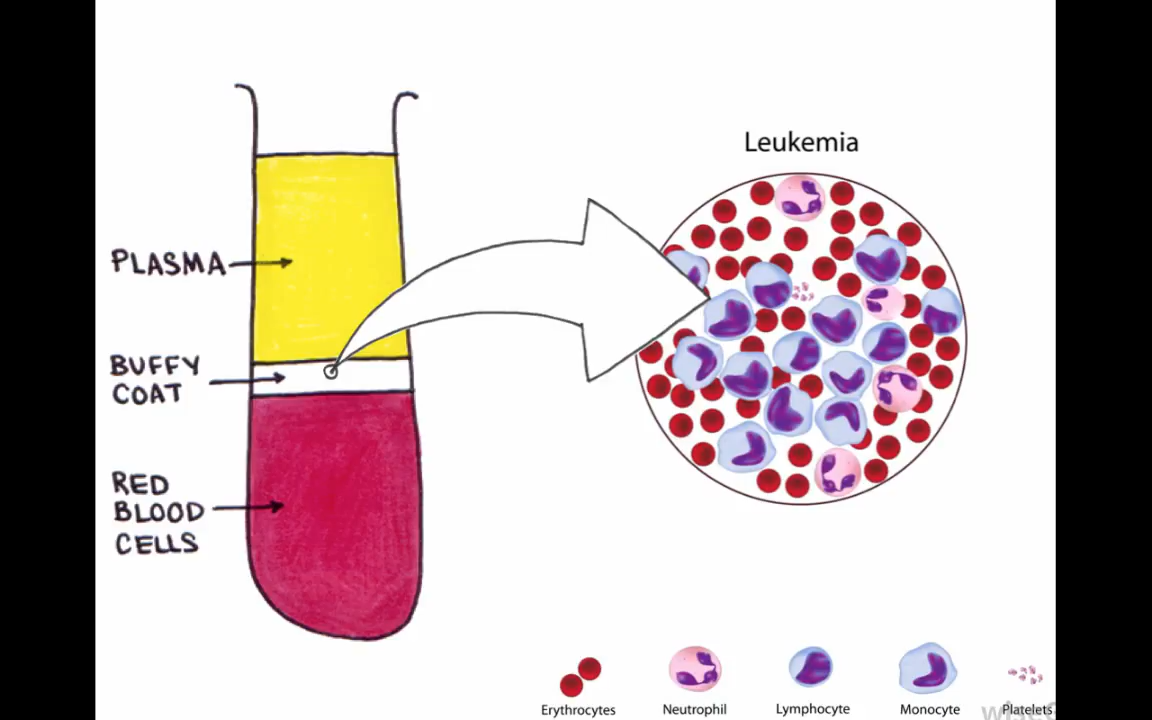 Leukemia
PLASMA
BUFFY
COAT
RED
BLOOD
CELLS
Erythrocytes
Neutrophil
Lymphocyte
Monocyte
Platelets